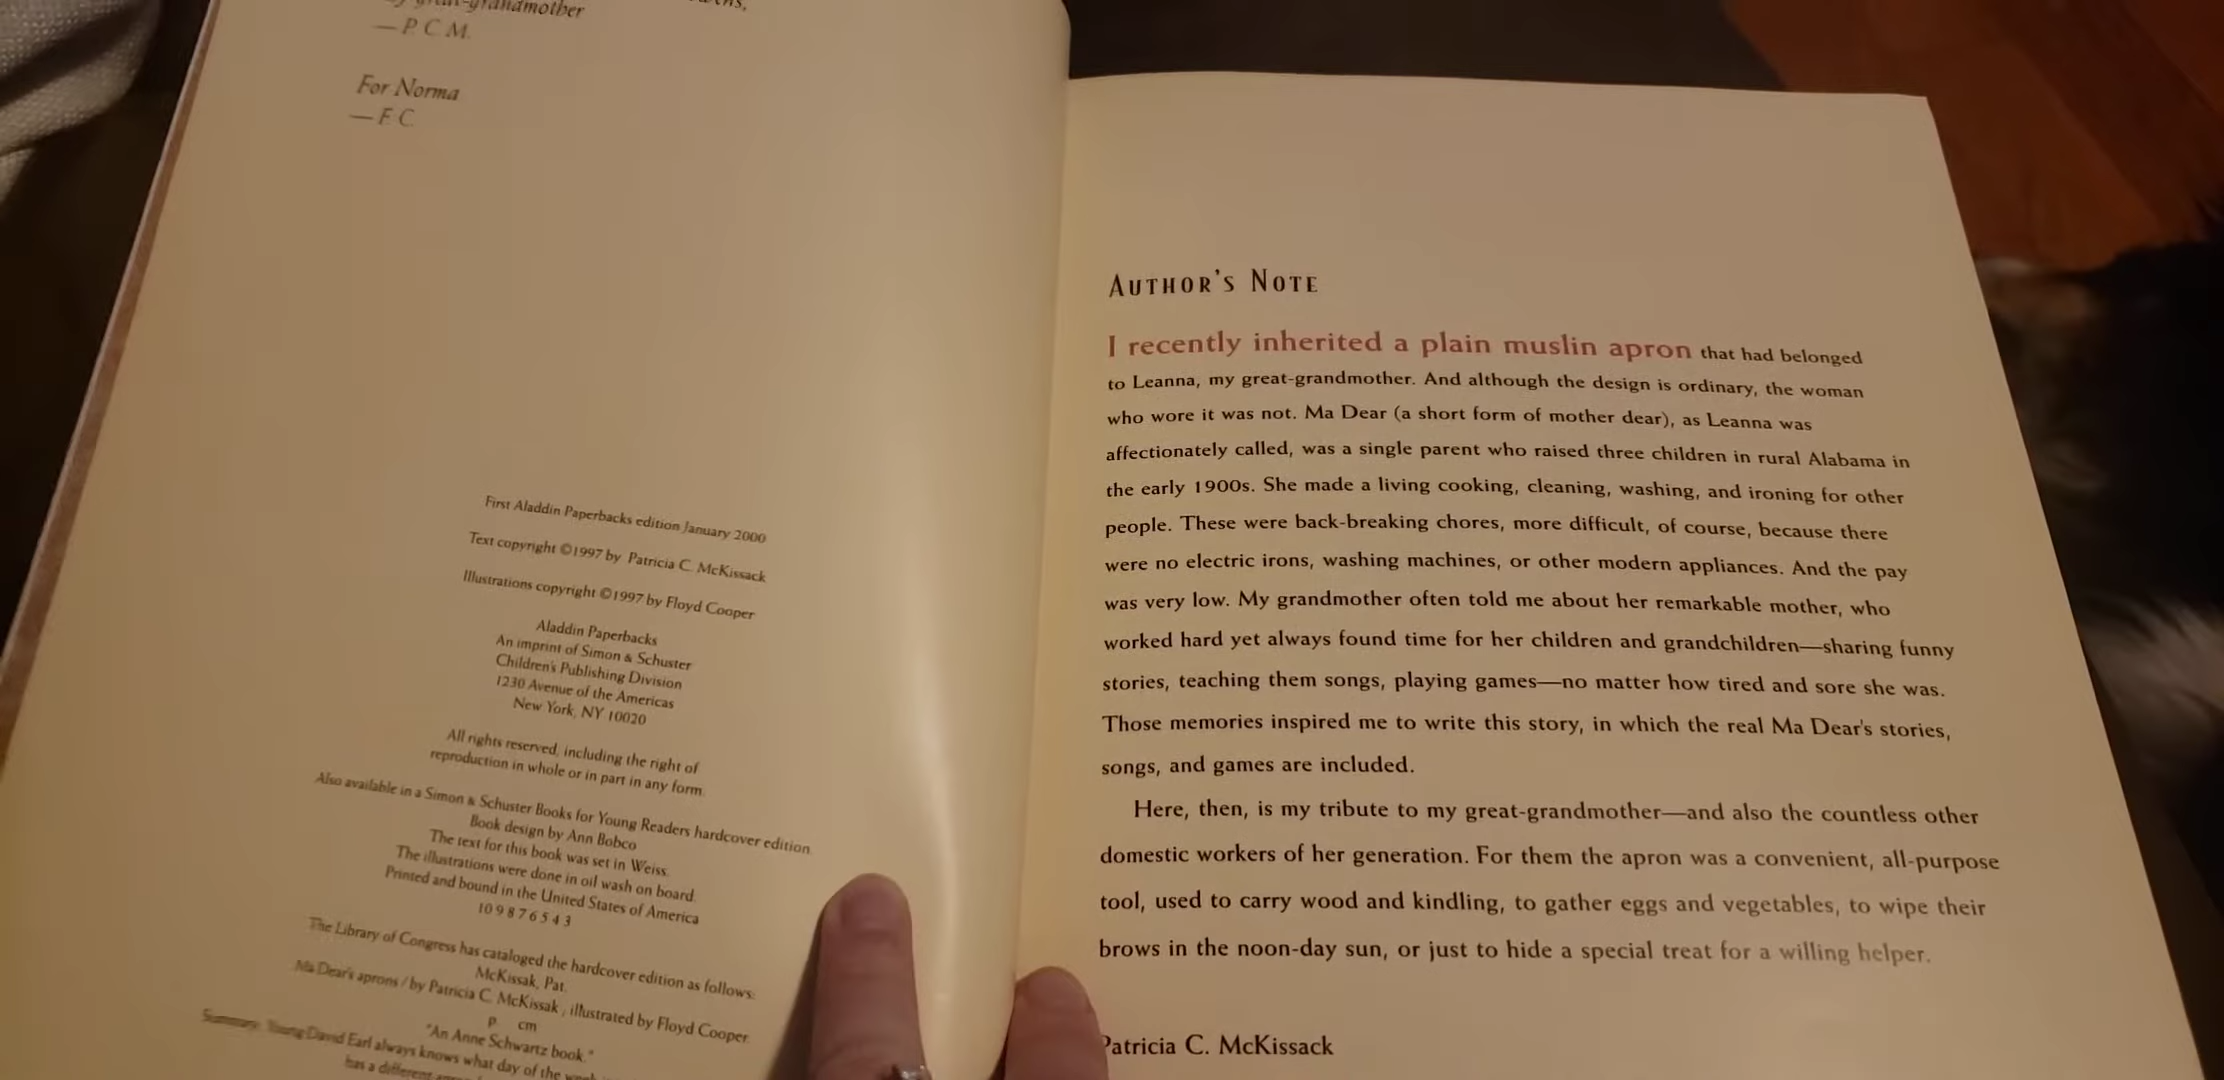 great-grandmother
—P. C. M.
For Norma
—F. C.
First Aladdin Paperbacks edition January 2000
Text copyright ©1997 by Patricia C. McKissack
Illustrations copyright ©1997 by Floyd Cooper
Aladdin Paperbacks
An imprint of Simon & Schuster
Children's Publishing Division
1230 Avenue of the Americas
New York, NY 10020
All rights reserved, including the right of
reproduction in whole or in part in any form.
Also available in a Simon & Schuster Books for Young Readers hardcover edition.
Book design by Ann Bobco
The text for this book was set in Weiss.
The illustrations were done in oil wash on board.
Printed and bound in the United States of America
10 9 8 7 6 5 4 3
The Library of Congress has cataloged the hardcover edition as follows:
McKissak, Pat.
Ma Dear's aprons / by Patricia C. McKissak ; illustrated by Floyd Cooper
p cm
"An Anne Schwartz book."
Summary: Young David Earl always knows what day of the
has a different
AUTHOR'S NOTE
I recently inherited a plain muslin apron that had belonged
to Leanna, my great-grandmother. And although the design is ordinary, the woman
who wore it was not. Ma Dear (a short form of mother dear), as Leanna was
affectionately called, was a single parent who raised three children in rural Alabama in
the early 1900s. She made a living cooking, cleaning, washing, and ironing for other
people. These were back-breaking chores, more difficult, of course, because there
were no electric irons, washing machines, or other modern appliances. And the pay
was very low. My grandmother often told me about her remarkable mother, who
worked hard yet always found time for her children and grandchildren—sharing funny
stories, teaching them songs, playing games—no matter how tired and sore she was.
Those memories inspired me to write this story, in which the real Ma Dear's stories,
songs, and games are included.
Here, then, is my tribute to my great-grandmother—and also the countless other
domestic workers of her generation. For them the apron was a convenient, all-purpose
tool, used to carry wood and kindling, to gather eggs and vegetables, to wipe their
brows in the noon-day sun, or just to hide a special treat for a willing helper.
Patricia C. McKissack